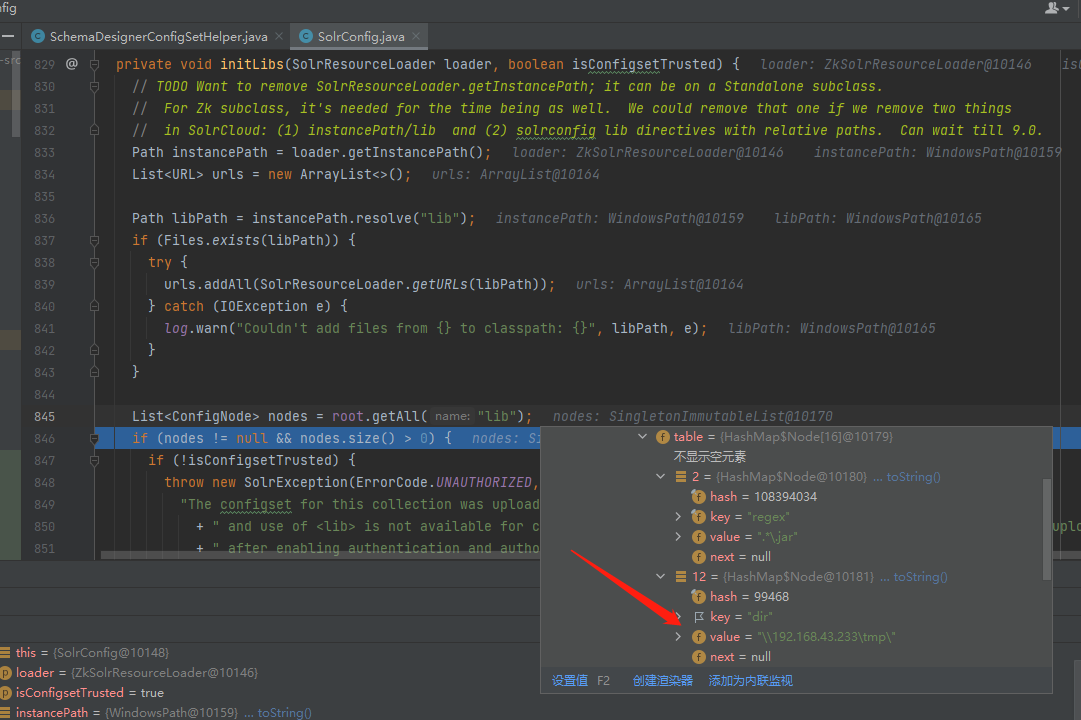 nfig
SchemaDesignerConfigSetHelper.java × SolrConfig.java ×
-src
829 @ private void initLibs(SolrResourceLoader loader, boolean isConfigsetTrusted) { loader: ZkSolrResourceLoader@10146 isCo
830 // TODO Want to remove SolrResourceLoader.getInstancePath; it can be on a Standalone subclass.
831 // For Zk subclass, it's needed for the time being as well. We could remove that one if we remove two things
832 // in SolrCloud: (1) instancePath/lib and (2) solrconfig lib directives with relative paths. Can wait till 9.0.
833 Path instancePath = loader.getInstancePath(); loader: ZkSolrResourceLoader@10146 instancePath: WindowsPath@10159
834 List<URL> urls = new ArrayList<>(); urls: ArrayList@10164
835
836 Path libPath = instancePath.resolve("lib"); instancePath: WindowsPath@10159 libPath: WindowsPath@10165
837 if (Files.exists(libPath)) {
838 try {
839 urls.addAll(SolrResourceLoader.getURLs(libPath)); urls: ArrayList@10164
840 } catch (IOException e) {
841 log.warn("Couldn't add files from {} to classpath: {}", libPath, e); libPath: WindowsPath@10165
842 }
843 }
844
845 List<ConfigNode> nodes = root.getAll( name: "lib"); nodes: SingletonImmutableList@10170
846 if (nodes != null && nodes.size() > 0) { nodes: Si
847 if (!isConfigsetTrusted) {
848 throw new SolrException(ErrorCode.UNAUTHORIZED,
849 "The configset for this collection was upload
850 + " and use of <lib> is not available for c uplo
851 + " after enabling authentication and autho
table = {HashMap$Node[16]@10179}
不显示空元素
2 = {HashMap$Node@10180} ... toString()
hash = 108394034
key = "regex"
value = ".*\.jar"
next = null
12 = {HashMap$Node@10181} ... toString()
hash = 99468
key = "dir"
value = "\\192.168.43.233\tmp\"
next = null
设置值 F2 创建渲染器 添加为内联监视
this = {SolrConfig@10148}
loader = {ZkSolrResourceLoader@10146}
isConfigsetTrusted = true
instancePath = {WindowsPath@10159} ... toString()